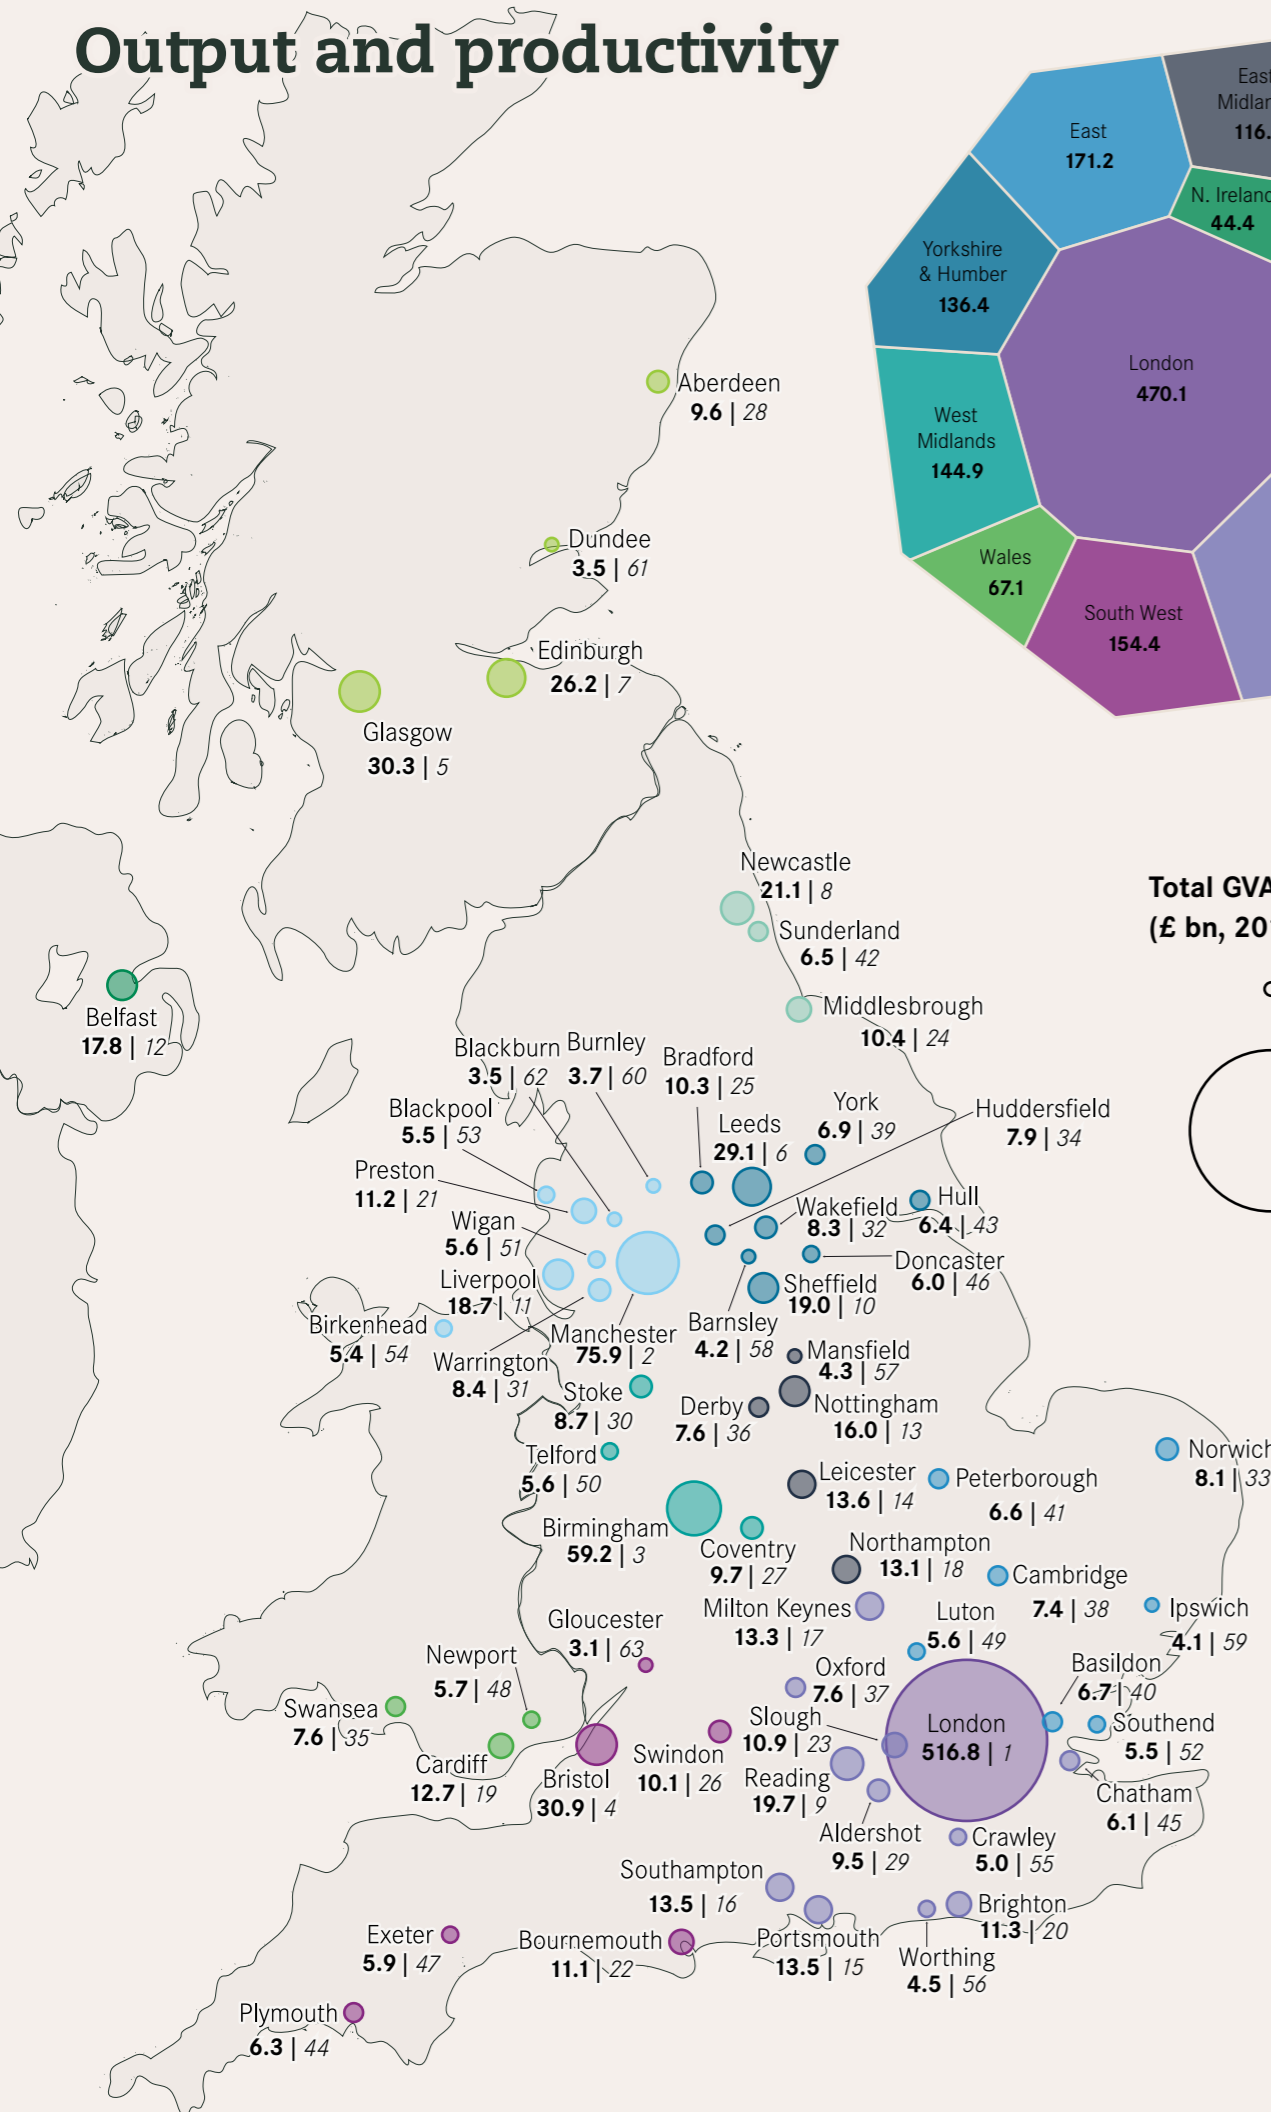 Output and productivity
East
171.2
East
Midlan
116.
N. Ireland
44.4
Yorkshire
& Humber
136.4
London
470.1
West
Midlands
144.9
Wales
67.1
South West
154.4
Aberdeen
9.6 | 28
Dundee
3.5 | 61
Edinburgh
26.2 | 7
Glasgow
30.3 | 5
Newcastle
21.1 | 8
Total GVA
(£ bn, 20
Sunderland
6.5 | 42
Belfast
17.8 | 12
Middlesbrough
10.4 | 24
Blackburn
3.5 | 62
Burnley
3.7 | 60
Bradford
10.3 | 25
Blackpool
5.5 | 53
Leeds
29.1 | 6
York
6.9 | 39
Huddersfield
7.9 | 34
Preston
11.2 | 21
Wigan
5.6 | 51
Wakefield
8.3 | 32
Hull
6.4 | 43
Liverpool
18.7 | 11
Doncaster
6.0 | 46
Sheffield
19.0 | 10
Birkenhead
5.4 | 54
Manchester
75.9 | 2
Barnsley
4.2 | 58
Warrington
8.4 | 31
Mansfield
4.3 | 57
Stoke
8.7 | 30
Derby
7.6 | 36
Nottingham
16.0 | 13
Telford
5.6 | 50
Leicester
13.6 | 14
Peterborough
6.6 | 41
Norwich
8.1 | 33
Birmingham
59.2 | 3
Coventry
9.7 | 27
Northampton
13.1 | 18
Cambridge
7.4 | 38
Milton Keynes
13.3 | 17
Luton
5.6 | 49
Ipswich
4.1 | 59
Gloucester
3.1 | 63
Newport
5.7 | 48
Oxford
7.6 | 37
Basildon
6.7 | 40
Swansea
7.6 | 35
Slough
10.9 | 23
London
516.8 | 1
Southend
5.5 | 52
Cardiff
12.7 | 19
Bristol
30.9 | 4
Swindon
10.1 | 26
Reading
19.7 | 9
Chatham
6.1 | 45
Aldershot
9.5 | 29
Crawley
5.0 | 55
Southampton
13.5 | 16
Brighton
11.3 | 20
Exeter
5.9 | 47
Bournemouth
11.1 | 22
Portsmouth
13.5 | 15
Worthing
4.5 | 56
Plymouth
6.3 | 44